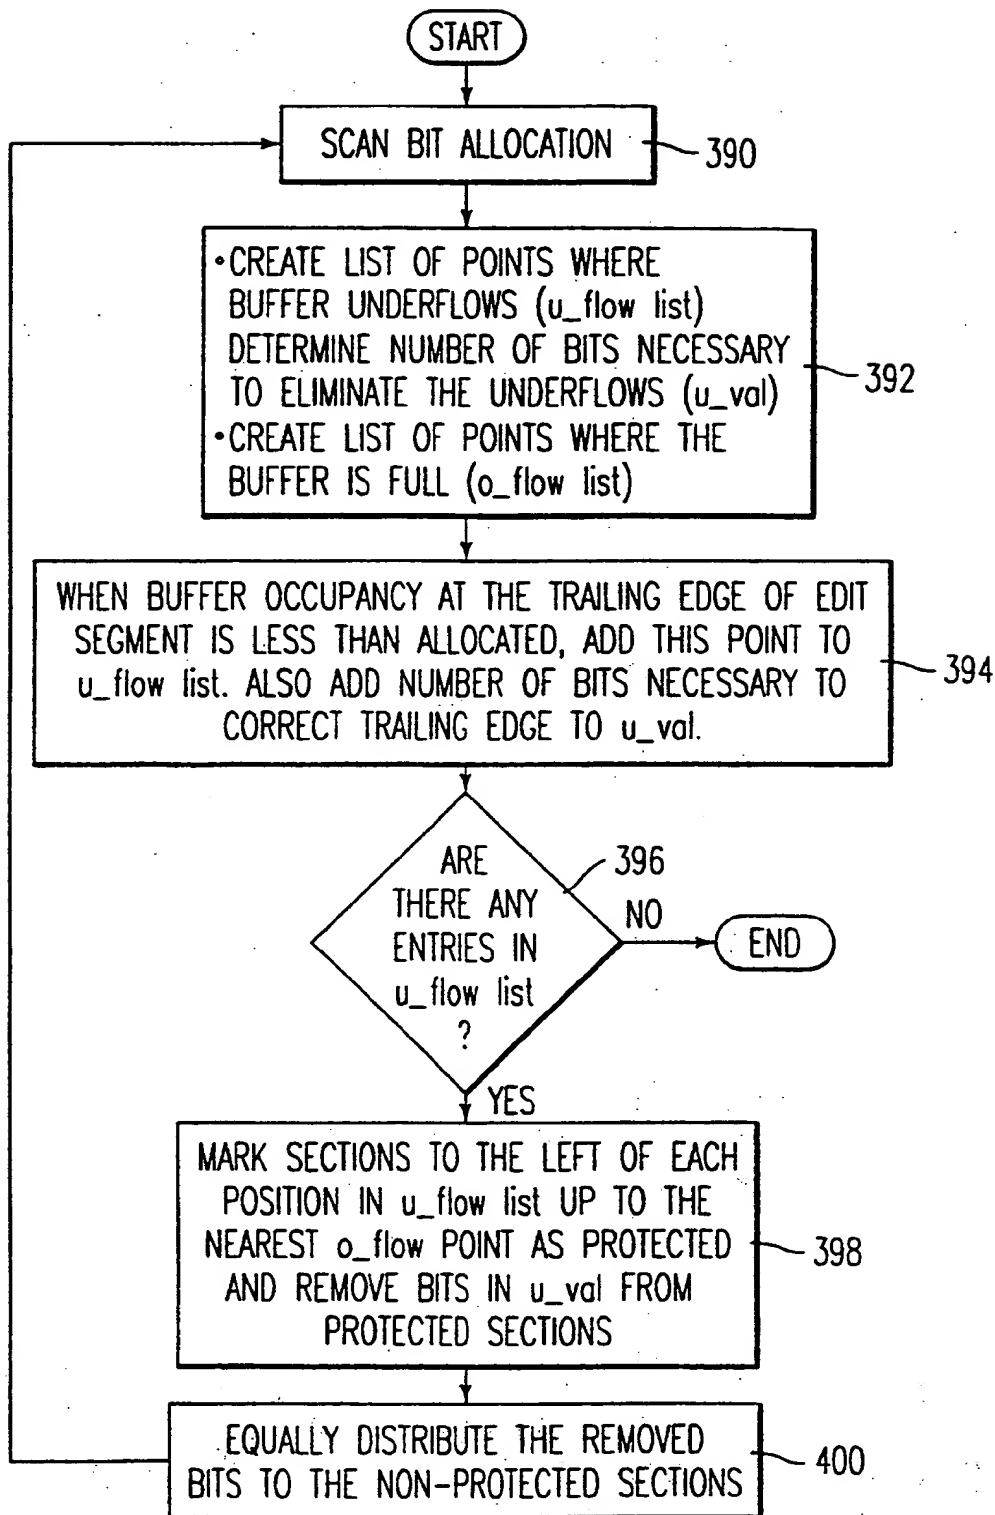 START
SCAN BIT ALLOCATION
390
•CREATE LIST OF POINTS WHERE
BUFFER UNDERFLOWS (u_flow list)
DETERMINE NUMBER OF BITS NECESSARY
TO ELIMINATE THE UNDERFLOWS (u_val)
•CREATE LIST OF POINTS WHERE THE
BUFFER IS FULL (o_flow list)
392
WHEN BUFFER OCCUPANCY AT THE TRAILING EDGE OF EDIT
SEGMENT IS LESS THAN ALLOCATED, ADD THIS POINT TO
u_flow list. ALSO ADD NUMBER OF BITS NECESSARY TO
CORRECT TRAILING EDGE TO u_val.
394
ARE
THERE ANY
ENTRIES IN
u_flow list
?
396
NO
END
YES
MARK SECTIONS TO THE LEFT OF EACH
POSITION IN u_flow list UP TO THE
NEAREST o_flow POINT AS PROTECTED
AND REMOVE BITS IN u_val FROM
PROTECTED SECTIONS
398
EQUALLY DISTRIBUTE THE REMOVED
BITS TO THE NON-PROTECTED SECTIONS
400